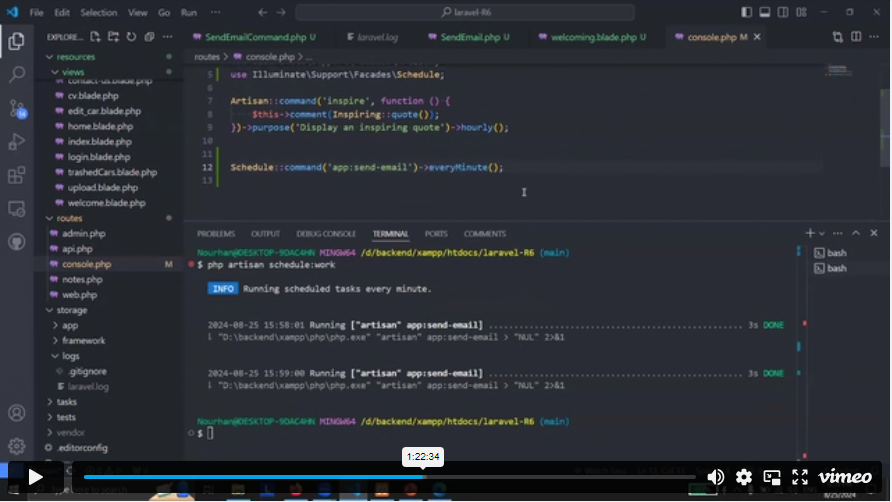 File Edit Selection View Go Run ... laravel-R6
EXPLORE...
SendEmailCommand.php U laravel.log SendEmail.php U welcoming.blade.php U console.php M
routes > console.php > ...
resources
views
contact-us.blade.php
cv.blade.php
edit_car.blade.php
home.blade.php
index.blade.php
login.blade.php
trashedCars.blade.php
upload.blade.php
welcome.blade.php
routes
admin.php
api.php
console.php M
notes.php
web.php
storage
app
framework
logs
.gitignore
laravel.log
tasks
tests
vendor
.editorconfig
5 use Illuminate\Support\Facades\Schedule;
6
7 Artisan::command('inspire', function () {
8 $this->comment(Inspiring::quote());
9 })->purpose('Display an inspiring quote')->hourly();
10
11
12 Schedule::command('app:send-email')->everyMinute();
13
PROBLEMS OUTPUT DEBUG CONSOLE TERMINAL PORTS COMMENTS
bash
bash
Nourhan@DESKTOP-9DAC4HN MINGW64 /d/backend/xampp/htdocs/laravel-R6 (main)
$ php artisan schedule:work
INFO Running scheduled tasks every minute.
2024-08-25 15:58:01 Running ["artisan" app:send-email] ........ 3s DONE
"D:\backend\xampp\php\php.exe" "artisan" app:send-email > "NUL" 2>&1
2024-08-25 15:59:00 Running ["artisan" app:send-email] ........ 3s DONE
"D:\backend\xampp\php\php.exe" "artisan" app:send-email > "NUL" 2>&1
Nourhan@DESKTOP-9DAC4HN MINGW64 /d/backend/xampp/htdocs/laravel-R6 (main)
$
1:22:34
vimeo
8/25/2024